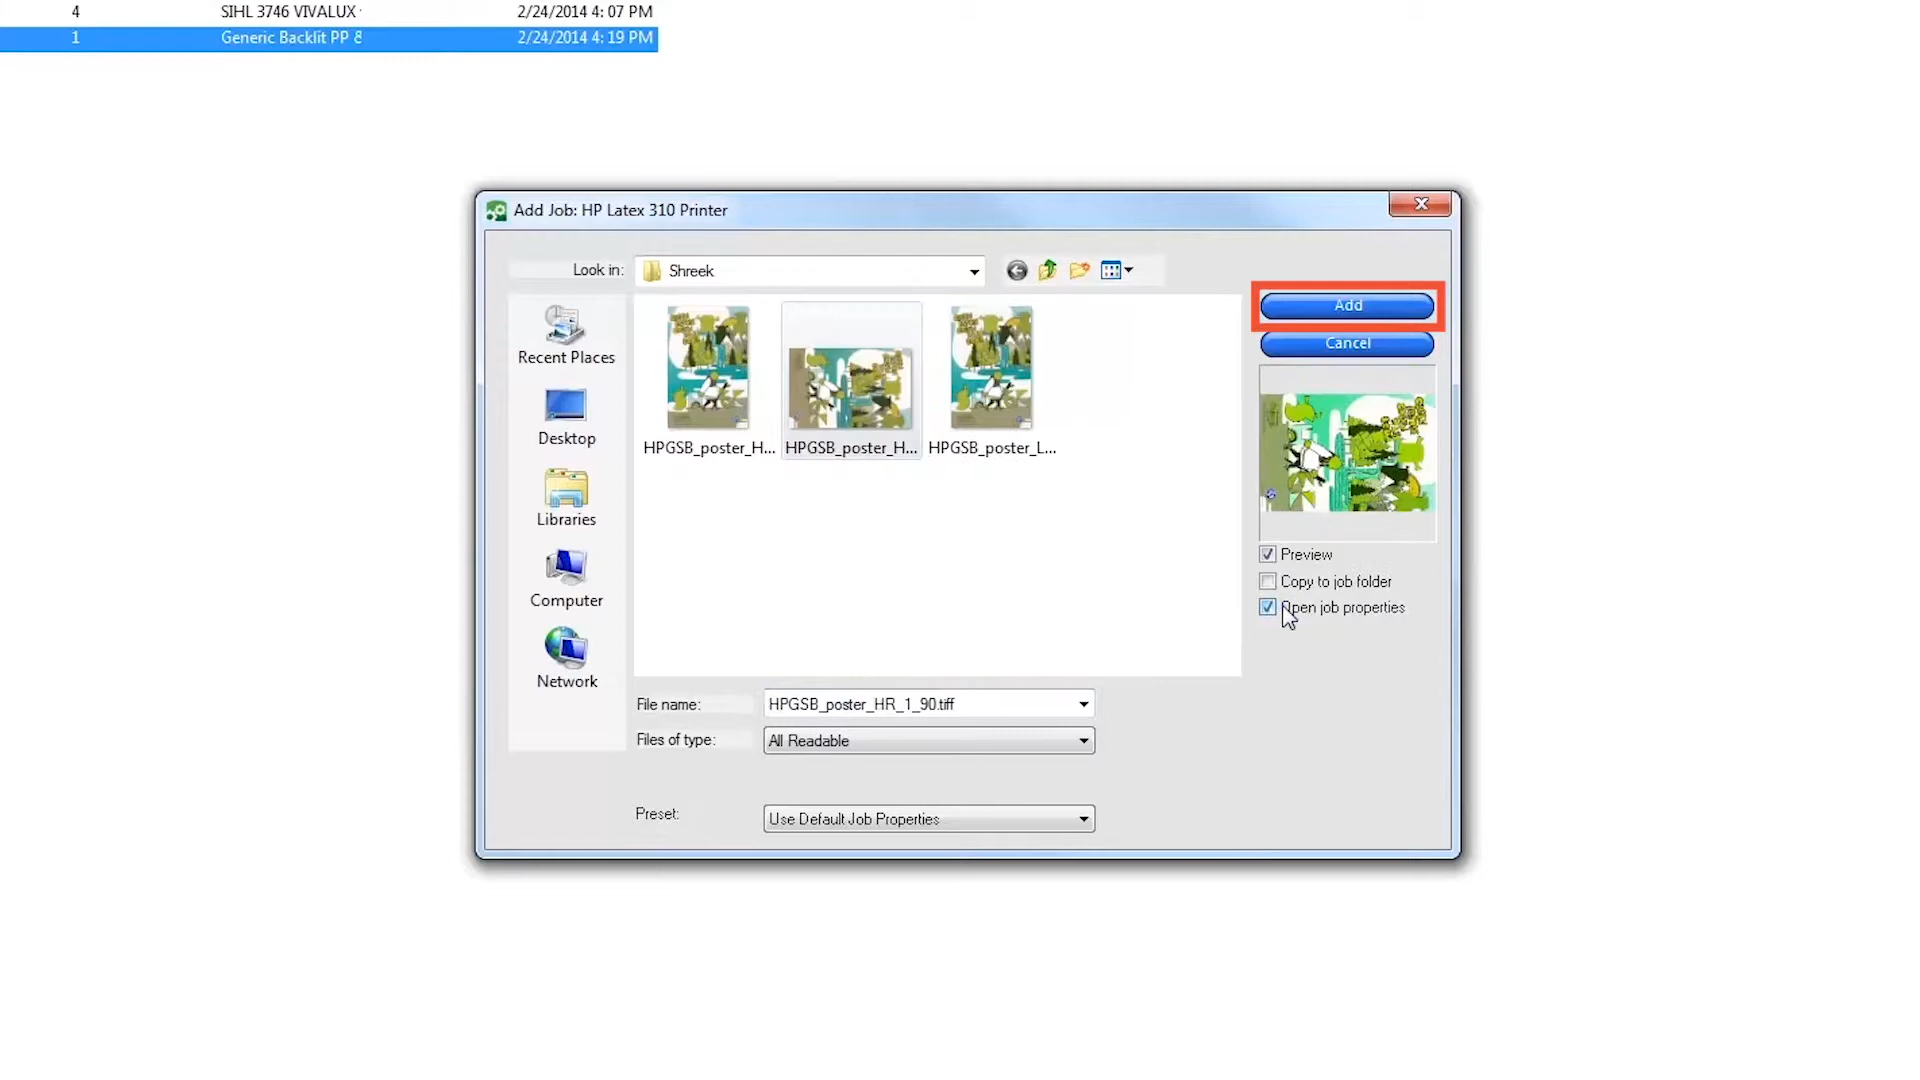 4 SIHL 3746 VIVALUX 2/24/2014 4: 07 PM
1 Generic Backlit PP & 2/24/2014 4: 19 PM
Add Job: HP Latex 310 Printer
Look in: Shreek
Add
Cancel
Recent Places
Desktop
Libraries
Computer
Network
HPGSB_poster_H... HPGSB_poster_H... HPGSB_poster_L...
Preview
Copy to job folder
Open job properties
File name: HPGSB_poster_HR_1_90.tiff
Files of type: All Readable
Preset: Use Default Job Properties